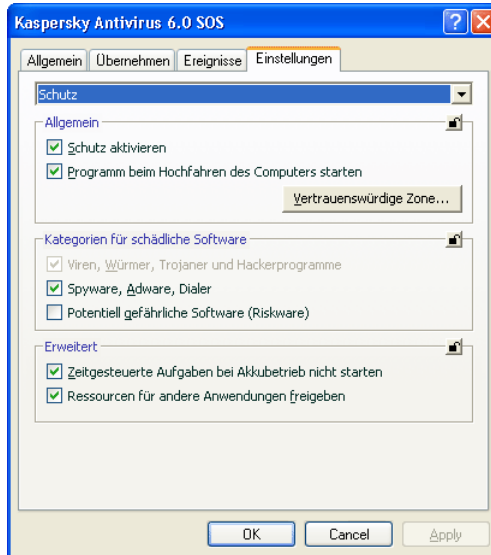 Kaspersky Antivirus 6.0 SOS
Allgemein Übernehmen Ereignisse Einstellungen
Schutz
Allgemein
Schutz aktivieren
Programm beim Hochfahren des Computers starten
Vertrauenswürdige Zone...
Kategorien für schädliche Software
Viren, Würmer, Trojaner und Hackerprogramme
Spyware, Adware, Dialer
Potentiell gefährliche Software (Riskware)
Erweitert
Zeitgesteuerte Aufgaben bei Akkubetrieb nicht starten
Ressourcen für andere Anwendungen freigeben
OK Cancel Apply